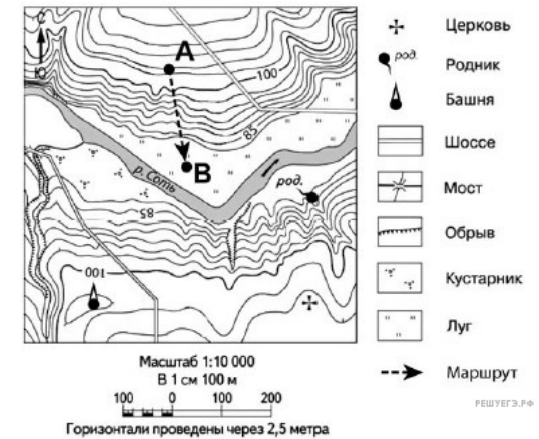 А
100
Ю
85
В
р. Соть
род.
85
100
Церковь
род.
Родник
Башня
Шоссе
Мост
Обрыв
Кустарник
Луг
Маршрут
РЕШУЕГЭ.РФ
Масштаб 1:10 000
В 1 см 100 м
100 0 100 200
Горизонтали проведены через 2,5 метра